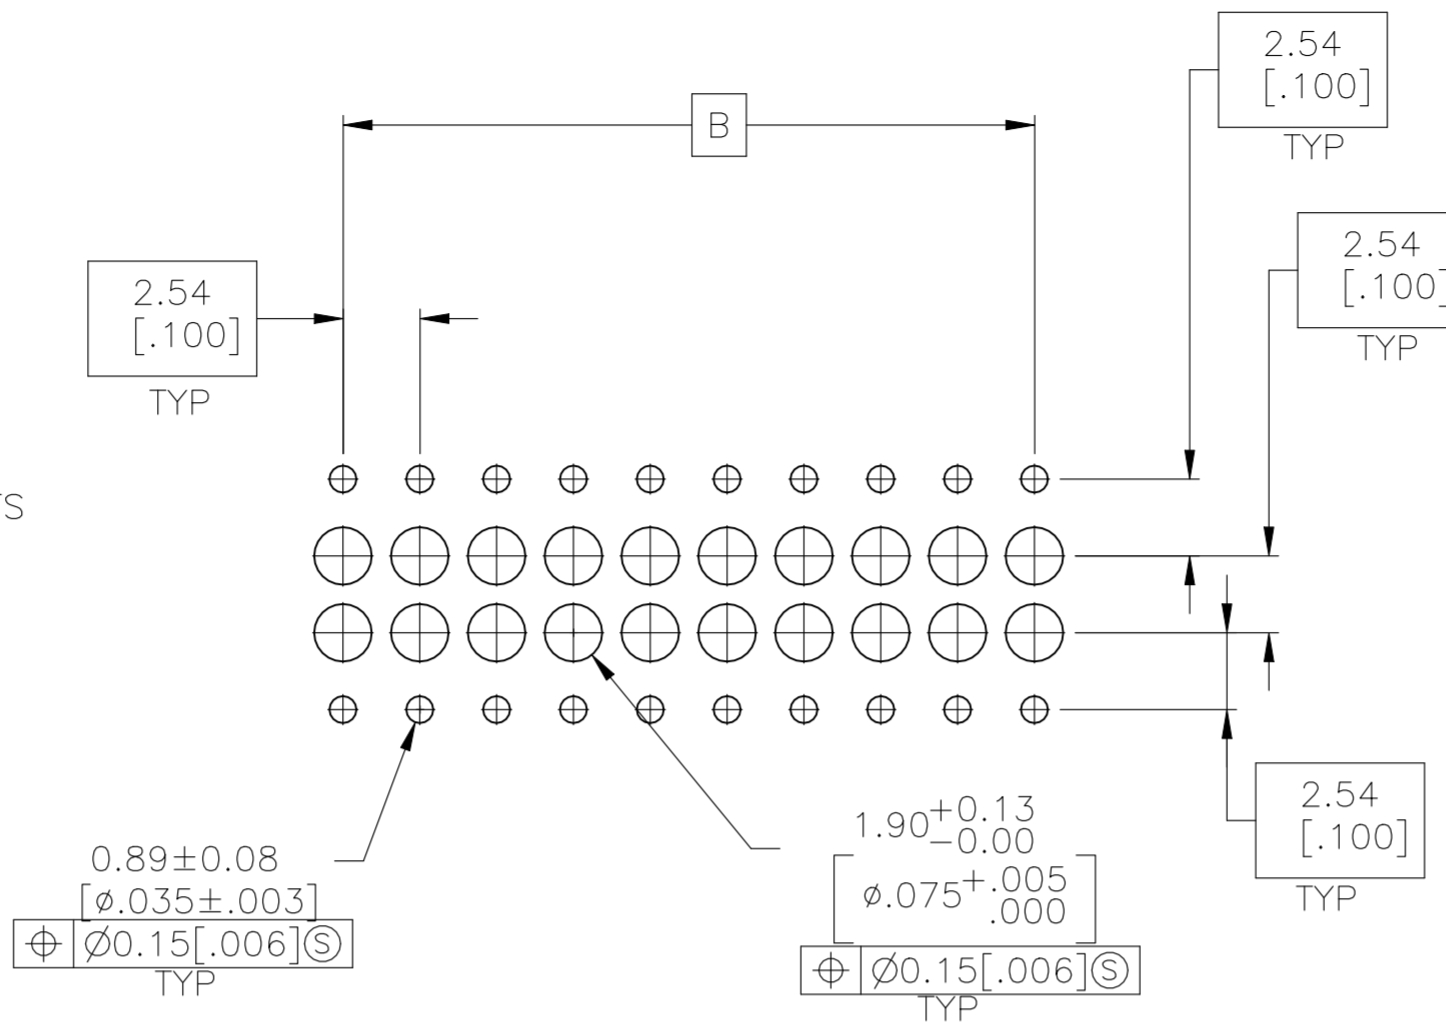 2.54
[.100]
TYP
B
2.54
[.100]
TYP
2.54
[.100]
TYP
TS
0.89±0.08
[ø.035±.003]
⌖ Ø0.15[.006]Ⓢ
TYP
1.90+0.13
−0.00
[ø.075+.005
.000]
⌖ Ø0.15[.006]Ⓢ
TYP
2.54
[.100]
TYP